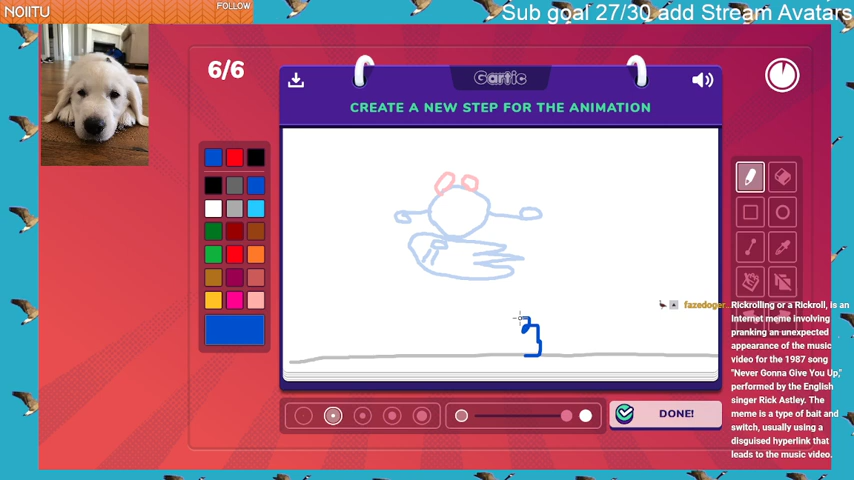 NOIITU
FOLLOW
Sub goal 27/30 add Stream Avatars
6/6
Gartic
CREATE A NEW STEP FOR THE ANIMATION
fazedoger
Rickrolling or a Rickroll, is an
Internet meme involving
pranking an unexpected
appearance of the music
video for the 1987 song
"Never Gonna Give You Up,"
performed by the English
singer Rick Astley. The
meme is a type of bait and
switch, usually using a
disguised hyperlink that
leads to the music video.
DONE!